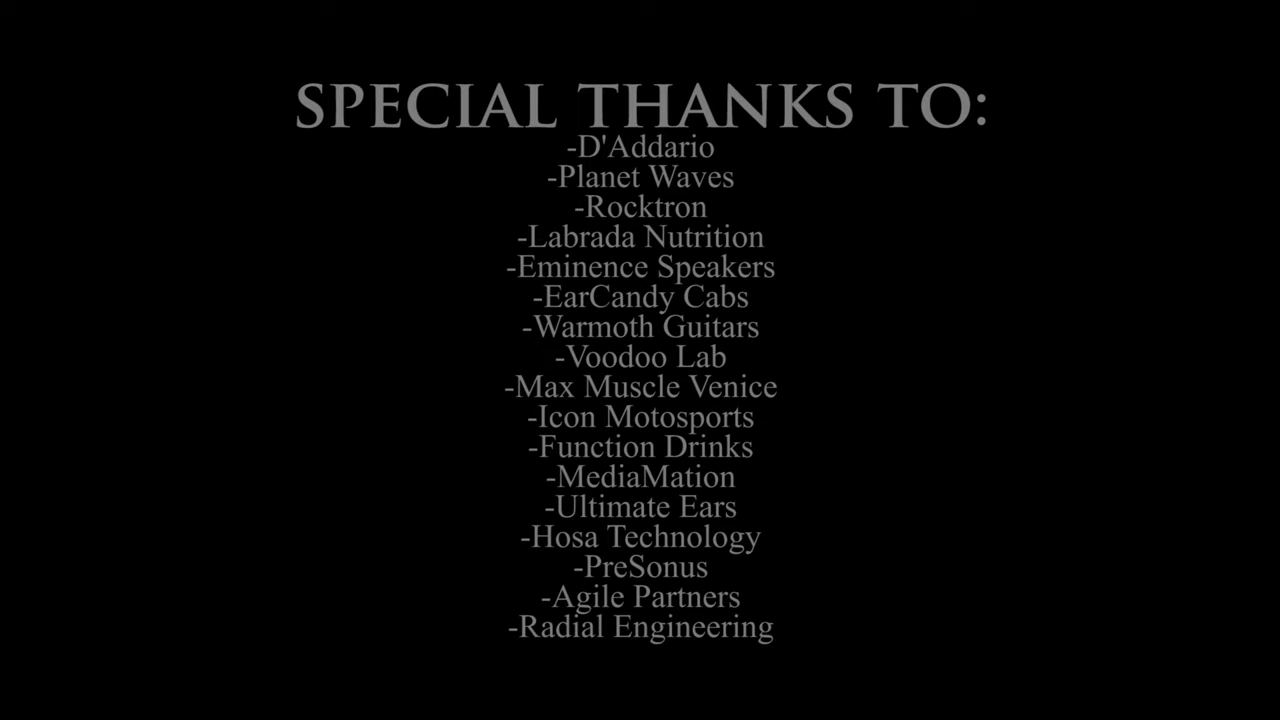 SPECIAL THANKS TO:
-D'Addario
-Planet Waves
-Rocktron
-Labrada Nutrition
-Eminence Speakers
-EarCandy Cabs
-Warmoth Guitars
-Voodoo Lab
-Max Muscle Venice
-Icon Motosports
-Function Drinks
-MediaMation
-Ultimate Ears
-Hosa Technology
-PreSonus
-Agile Partners
-Radial Engineering